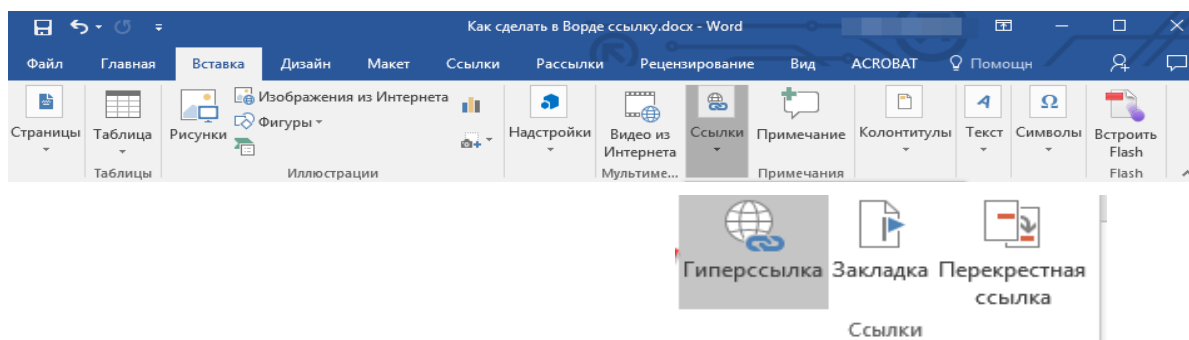 Как сделать в Ворде ссылку.docx - Word
Файл Главная Вставка Дизайн Макет Ссылки Рассылки Рецензирование Вид ACROBAT Помощн
Страницы Таблица Рисунки Изображения из Интернета Фигуры Надстройки Видео из Интернета Ссылки Примечание Колонтитулы Текст Символы Встроить Flash
Таблицы Иллюстрации Мультиме... Примечания Flash
Гиперссылка Закладка Перекрестная
ссылка
Ссылки